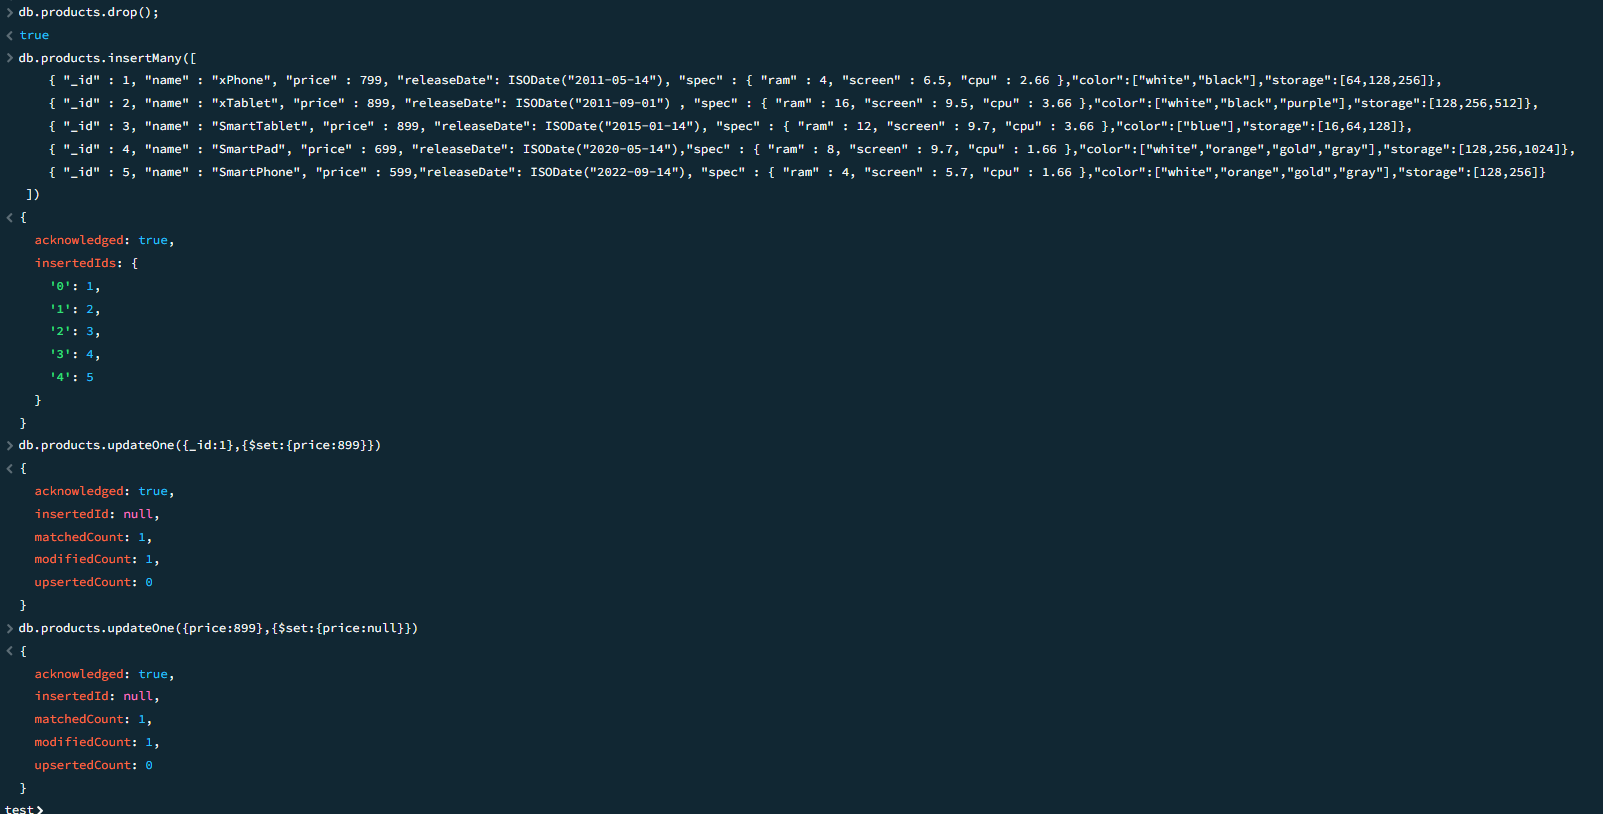 > db.products.drop();
< true
> db.products.insertMany([
    { "_id" : 1, "name" : "xPhone", "price" : 799, "releaseDate": ISODate("2011-05-14"), "spec" : { "ram" : 4, "screen" : 6.5, "cpu" : 2.66 },"color":["white","black"],"storage":[64,128,256]},
    { "_id" : 2, "name" : "xTablet", "price" : 899, "releaseDate": ISODate("2011-09-01") , "spec" : { "ram" : 16, "screen" : 9.5, "cpu" : 3.66 },"color":["white","black","purple"],"storage":[128,256,512]},
    { "_id" : 3, "name" : "SmartTablet", "price" : 899, "releaseDate": ISODate("2015-01-14"), "spec" : { "ram" : 12, "screen" : 9.7, "cpu" : 3.66 },"color":["blue"],"storage":[16,64,128]},
    { "_id" : 4, "name" : "SmartPad", "price" : 699, "releaseDate": ISODate("2020-05-14"),"spec" : { "ram" : 8, "screen" : 9.7, "cpu" : 1.66 },"color":["white","orange","gold","gray"],"storage":[128,256,1024]},
    { "_id" : 5, "name" : "SmartPhone", "price" : 599,"releaseDate": ISODate("2022-09-14"), "spec" : { "ram" : 4, "screen" : 5.7, "cpu" : 1.66 },"color":["white","orange","gold","gray"],"storage":[128,256]}
 ])
< {
  acknowledged: true,
  insertedIds: {
    '0': 1,
    '1': 2,
    '2': 3,
    '3': 4,
    '4': 5
  }
}
> db.products.updateOne({_id:1},{$set:{price:899}})
< {
  acknowledged: true,
  insertedId: null,
  matchedCount: 1,
  modifiedCount: 1,
  upsertedCount: 0
}
> db.products.updateOne({price:899},{$set:{price:null}})
< {
  acknowledged: true,
  insertedId: null,
  matchedCount: 1,
  modifiedCount: 1,
  upsertedCount: 0
}
test>